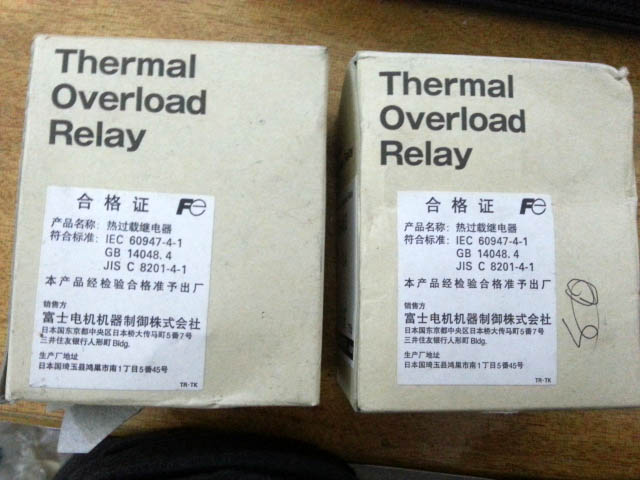 Thermal
Overload
Relay
合格证 Fe
产品名称：热过载继电器
符合标准：IEC 60947-4-1
GB 14048.4
JIS C 8201-4-1
本产品经检验合格准予出厂
销售方
富士电机机器制御株式会社
日本国东京都中央区日本桥大传马町5番7号
三井住友银行人形町 Bldg.
生产厂地址
日本国琦玉县鸿巢市南1丁目5番45号
TR-TK
Thermal
Overload
Relay
合格证 Fe
产品名称：热过载继电器
符合标准：IEC 60947-4-1
GB 14048.4
JIS C 8201-4-1
本产品经检验合格准予出厂
销售方
富士电机机器制御株式会社
日本国东京都中央区日本桥大传马町5番7号
三井住友银行人形町 Bldg.
生产厂地址
日本国琦玉县鸿巢市南1丁目5番45号
TR-TK